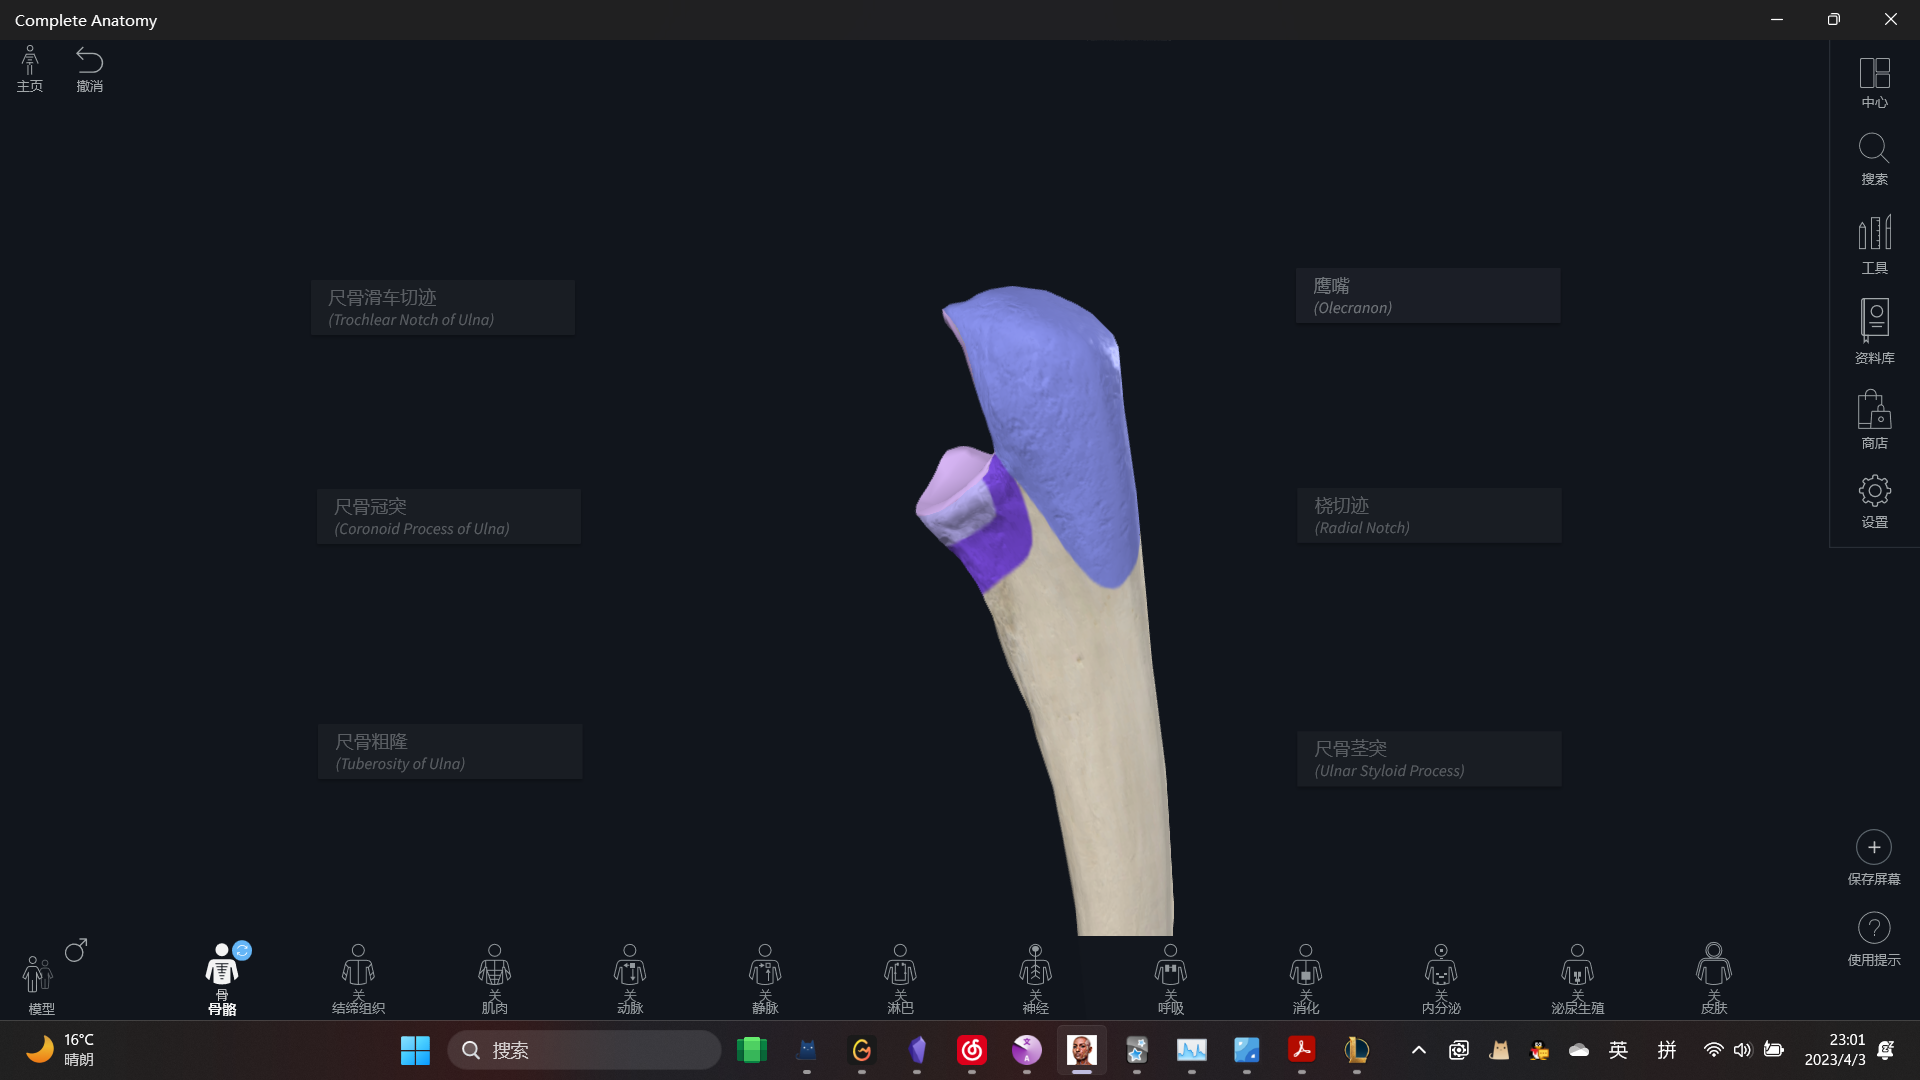 Complete Anatomy
主页
撤消
中心
搜索
工具
资料库
商店
设置
尺骨滑车切迹
(Trochlear Notch of Ulna)
鹰嘴
(Olecranon)
尺骨冠突
(Coronoid Process of Ulna)
桡切迹
(Radial Notch)
尺骨粗隆
(Tuberosity of Ulna)
尺骨茎突
(Ulnar Styloid Process)
保存屏幕
使用提示
模型
骨
骨骼
关
结缔组织
关
肌肉
关
动脉
关
静脉
关
淋巴
关
神经
关
呼吸
关
消化
关
内分泌
关
泌尿生殖
关
皮肤
16°C
晴朗
搜索
英
拼
23:01
2023/4/3